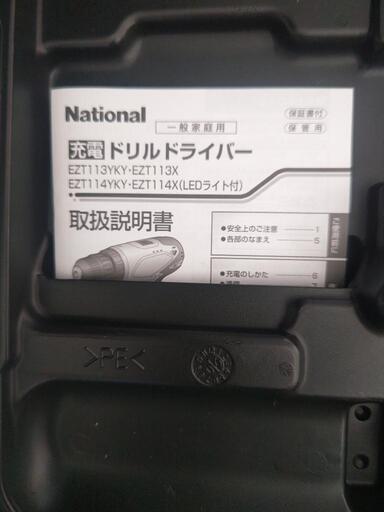 National
一般家庭用
保証書付
保管用
充電ドリルドライバー
EZT113YKY・EZT113X
EZT114YKY・EZT114X(LEDライト付)
取扱説明書
●安全上のご注意 1
●各部のなまえ 5
●充電のしかた 6
>PE<